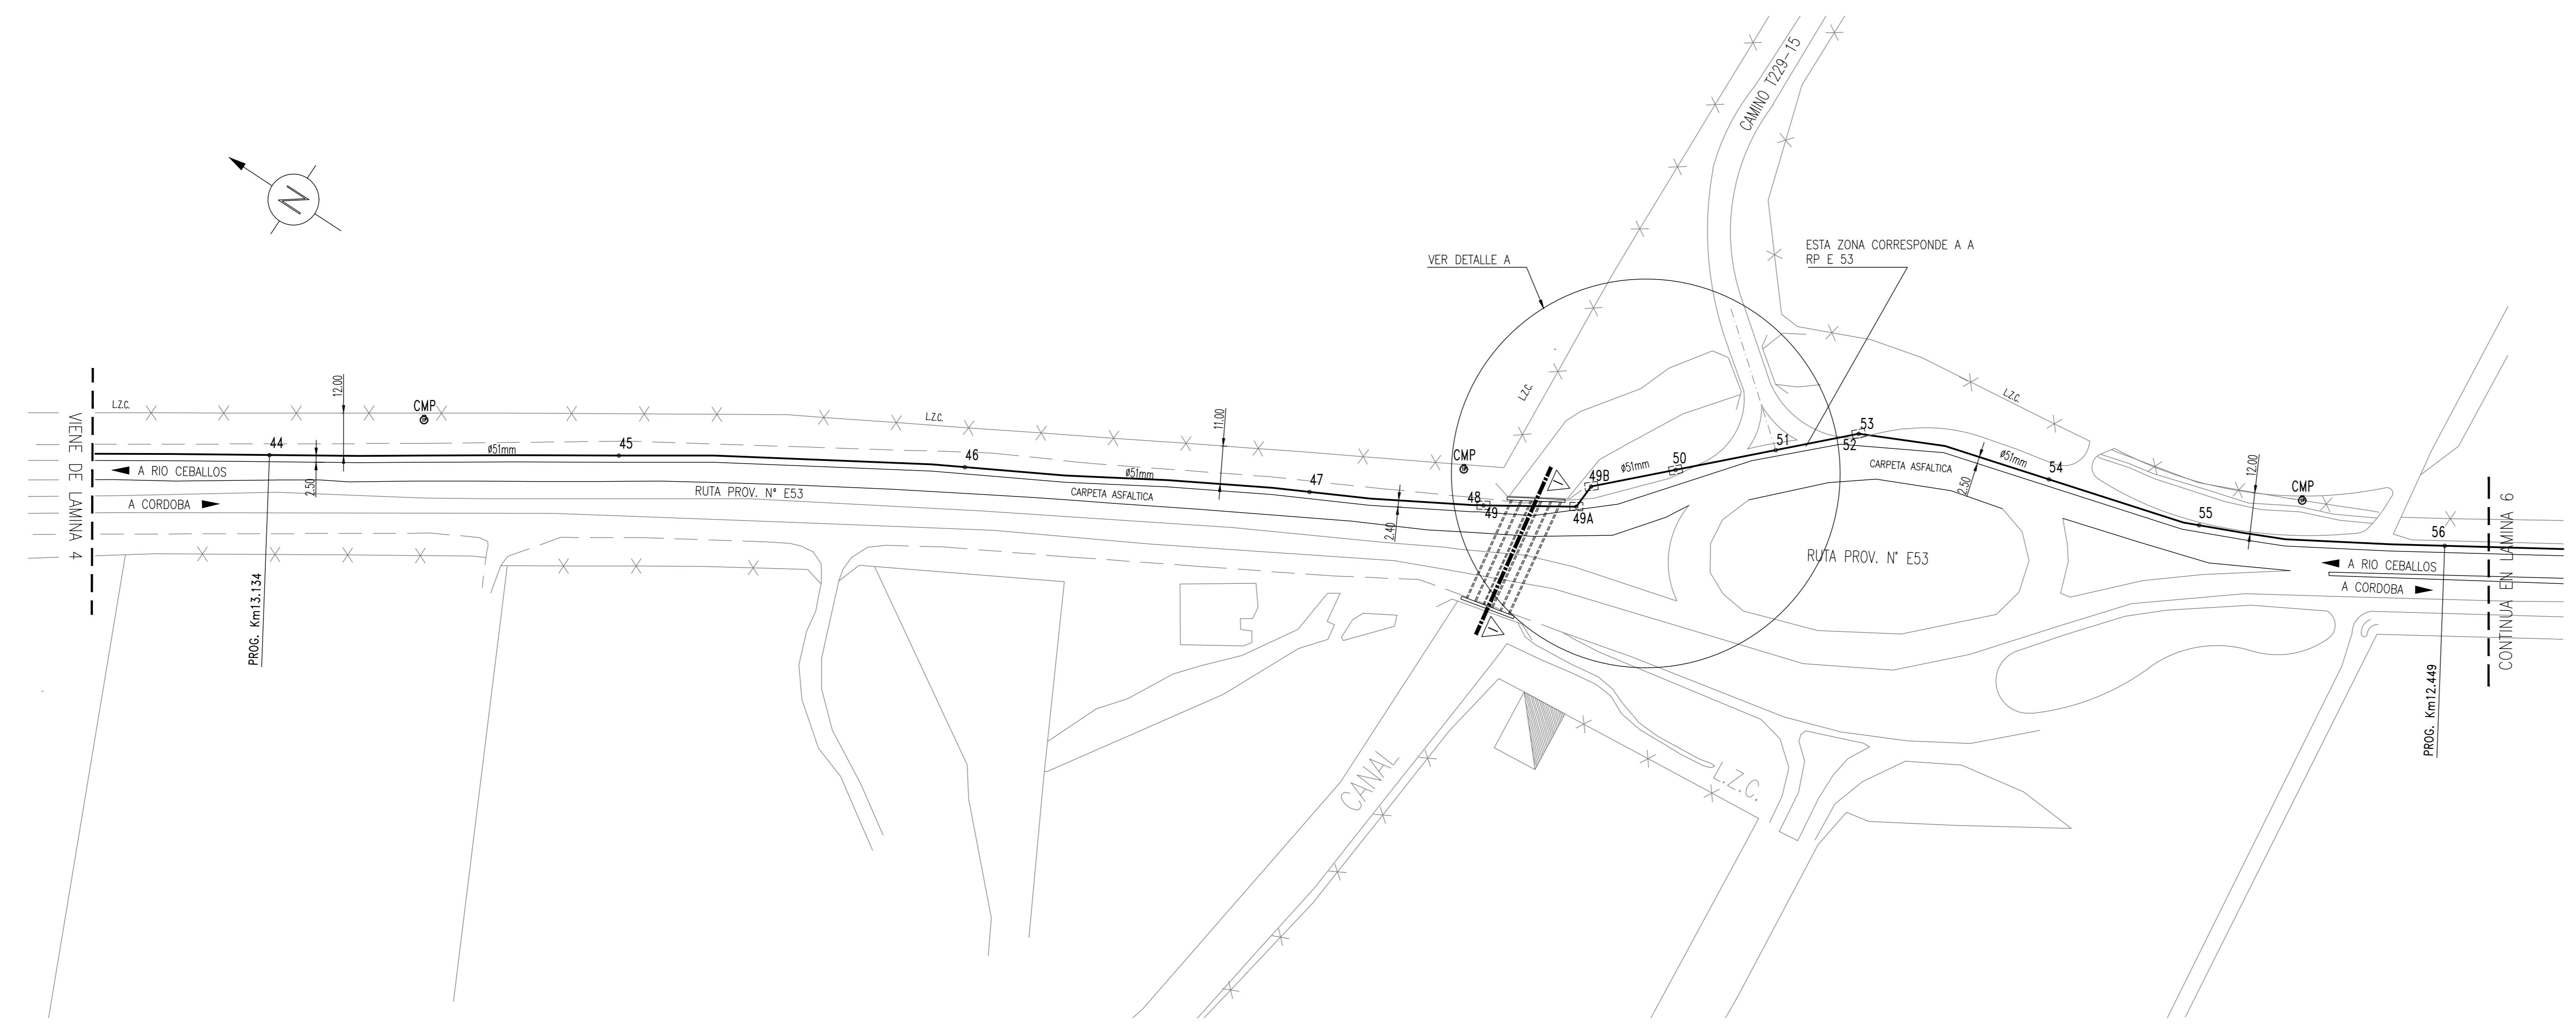 CAMINO T229-15
N
VER DETALLE A
ESTA ZONA CORRESPONDE A A
RP E 53
VIENE DE LAMINA 4
L.Z.C.
12.00
CMP
L.Z.C.
11.00
L.Z.C.
L.Z.C.
44
ø51mm
45
46
ø51mm
47
CMP
48
49
49A
49B
ø51mm
50
51
52
53
ø51mm
54
55
12.00
CMP
56
A RIO CEBALLOS
A CORDOBA
2.50
RUTA PROV. N° E53
CARPETA ASFALTICA
2.40
CARPETA ASFALTICA
2.50
RUTA PROV. N° E53
A RIO CEBALLOS
A CORDOBA
CONTINUA EN LAMINA 6
PROG. Km13.134
PROG. Km12.449
1
1
CANAL
L.Z.C.